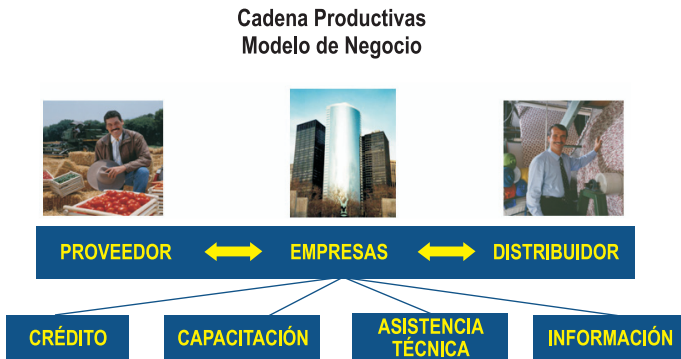 Cadena Productivas
Modelo de Negocio
PROVEEDOR EMPRESAS DISTRIBUIDOR
CRÉDITO CAPACITACIÓN ASISTENCIA TÉCNICA INFORMACIÓN